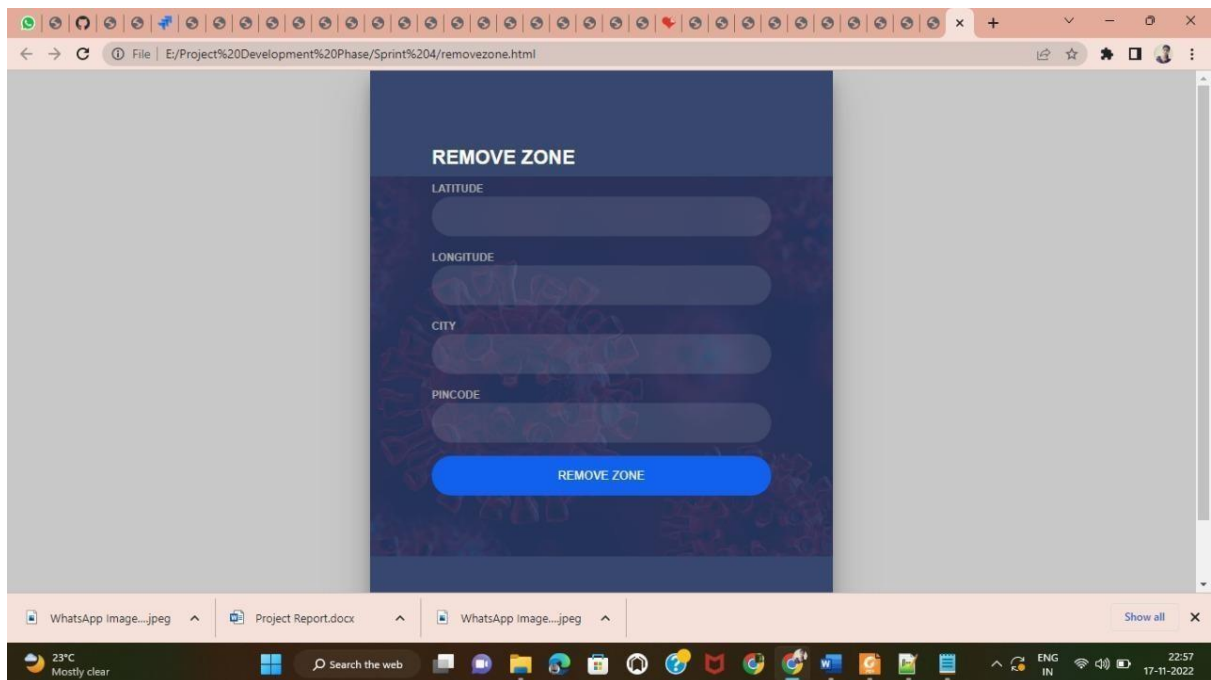 File | E:/Project%20Development%20Phase/Sprint%204/removezone.html
REMOVE ZONE
LATITUDE
LONGITUDE
CITY
PINCODE
REMOVE ZONE
WhatsApp Image....jpeg Project Report.docx WhatsApp Image....jpeg Show all
23°C
Mostly clear
Search the web
ENG
IN
22:57
17-11-2022